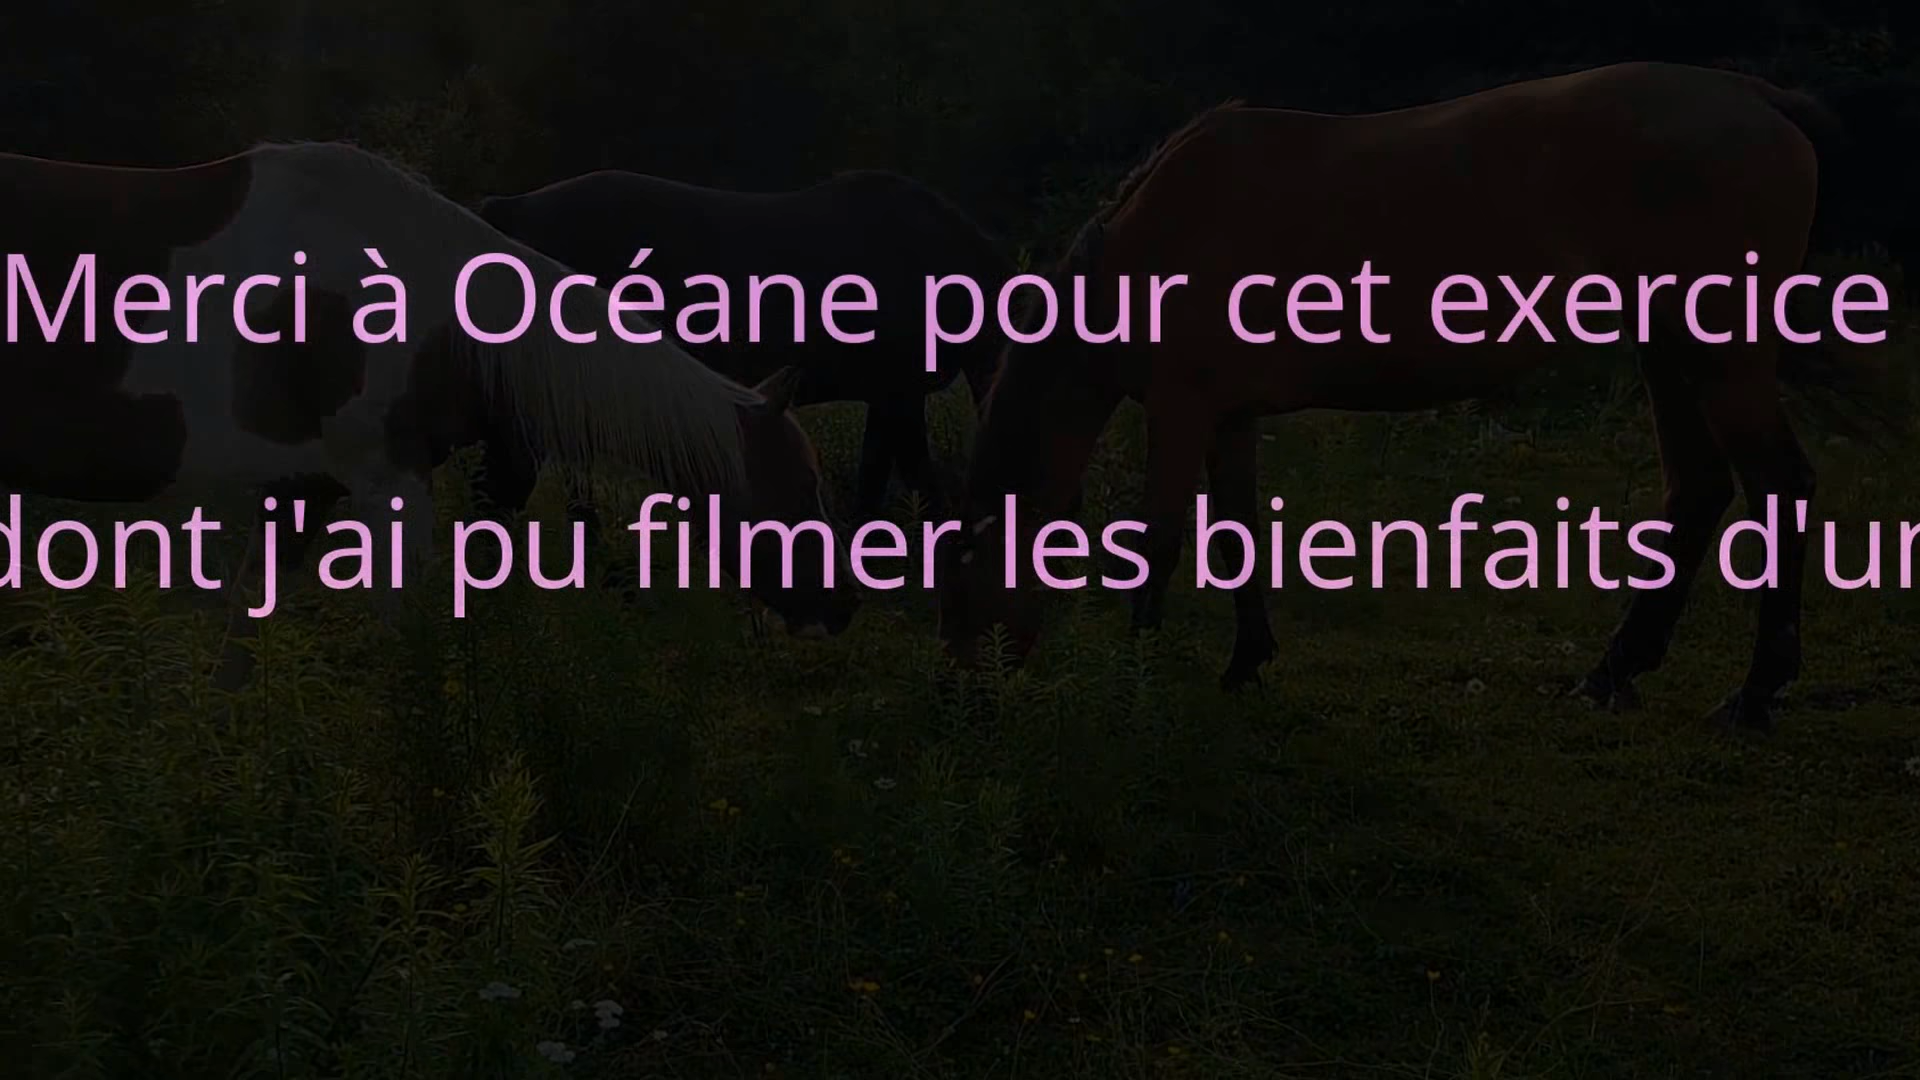 Merci à Océane pour cet exercice
dont j'ai pu filmer les bienfaits d'un